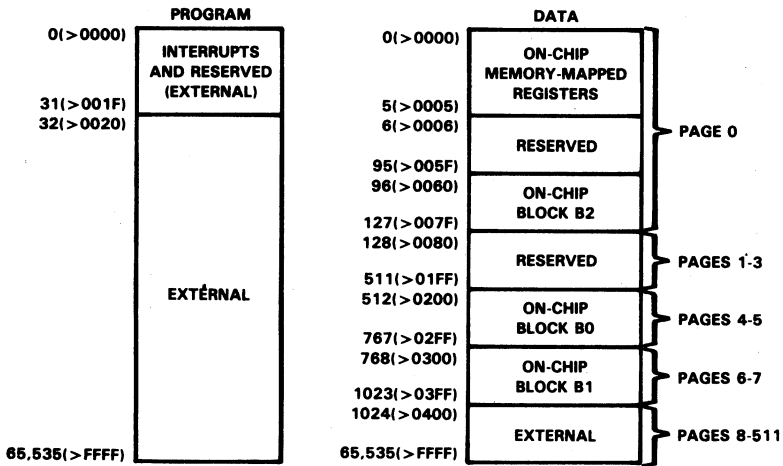 PROGRAM
0(>0000)
INTERRUPTS
AND RESERVED
(EXTERNAL)
31(>001F)
32(>0020)
EXTERNAL
65,535(>FFFF)
DATA
0(>0000)
ON-CHIP
MEMORY-MAPPED
REGISTERS
5(>0005)
6(>0006)
RESERVED
95(>005F)
96(>0060)
ON-CHIP
BLOCK B2
127(>007F)
PAGE 0
128(>0080)
RESERVED
511(>01FF)
PAGES 1-3
512(>0200)
ON-CHIP
BLOCK B0
767(>02FF)
PAGES 4-5
768(>0300)
ON-CHIP
BLOCK B1
1023(>03FF)
PAGES 6-7
1024(>0400)
EXTERNAL
65,535(>FFFF)
PAGES 8-511